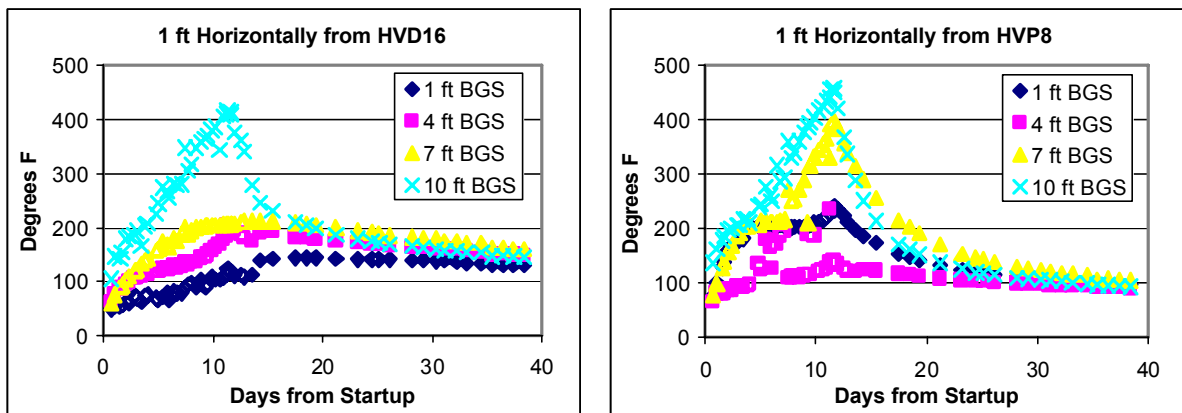 1 ft Horizontally from HVD16
500
400
300
200
100
0
Degrees F
1 ft BGS
4 ft BGS
7 ft BGS
10 ft BGS
0 10 20 30 40
Days from Startup
1 ft Horizontally from HVP8
500
400
300
200
100
0
Degrees F
1 ft BGS
4 ft BGS
7 ft BGS
10 ft BGS
0 10 20 30 40
Days from Startup